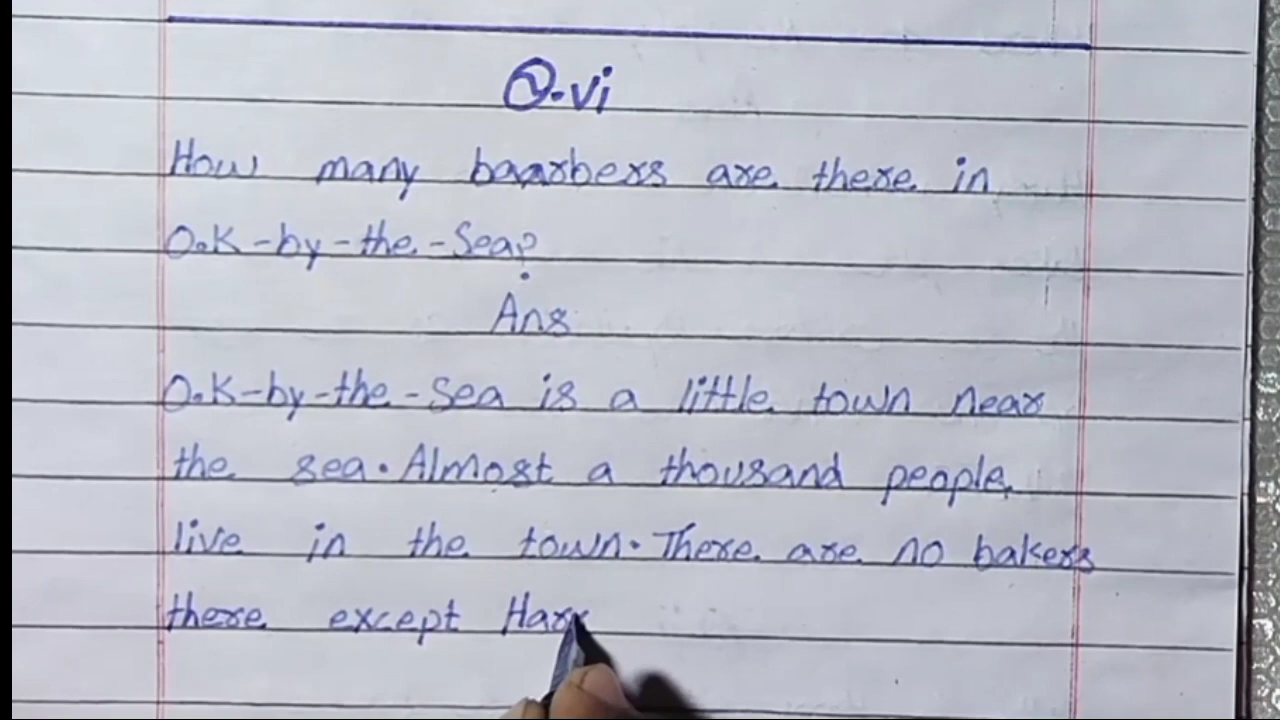 Q.vi
How many baarbers are there in
O.K-by-the-Sea?
Ans
O.K-by-the-Sea is a little town near
the sea. Almost a thousand people
live in the town. There are no bakers
there except Harr